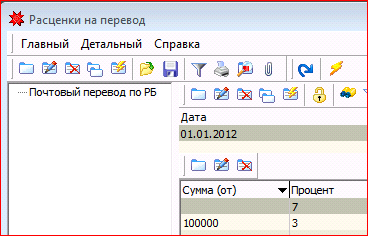 Расценки на перевод
Главный Детальный Справка
Почтовый перевод по РБ
Дата
01.01.2012
Сумма (от) Процент
7
100000 3